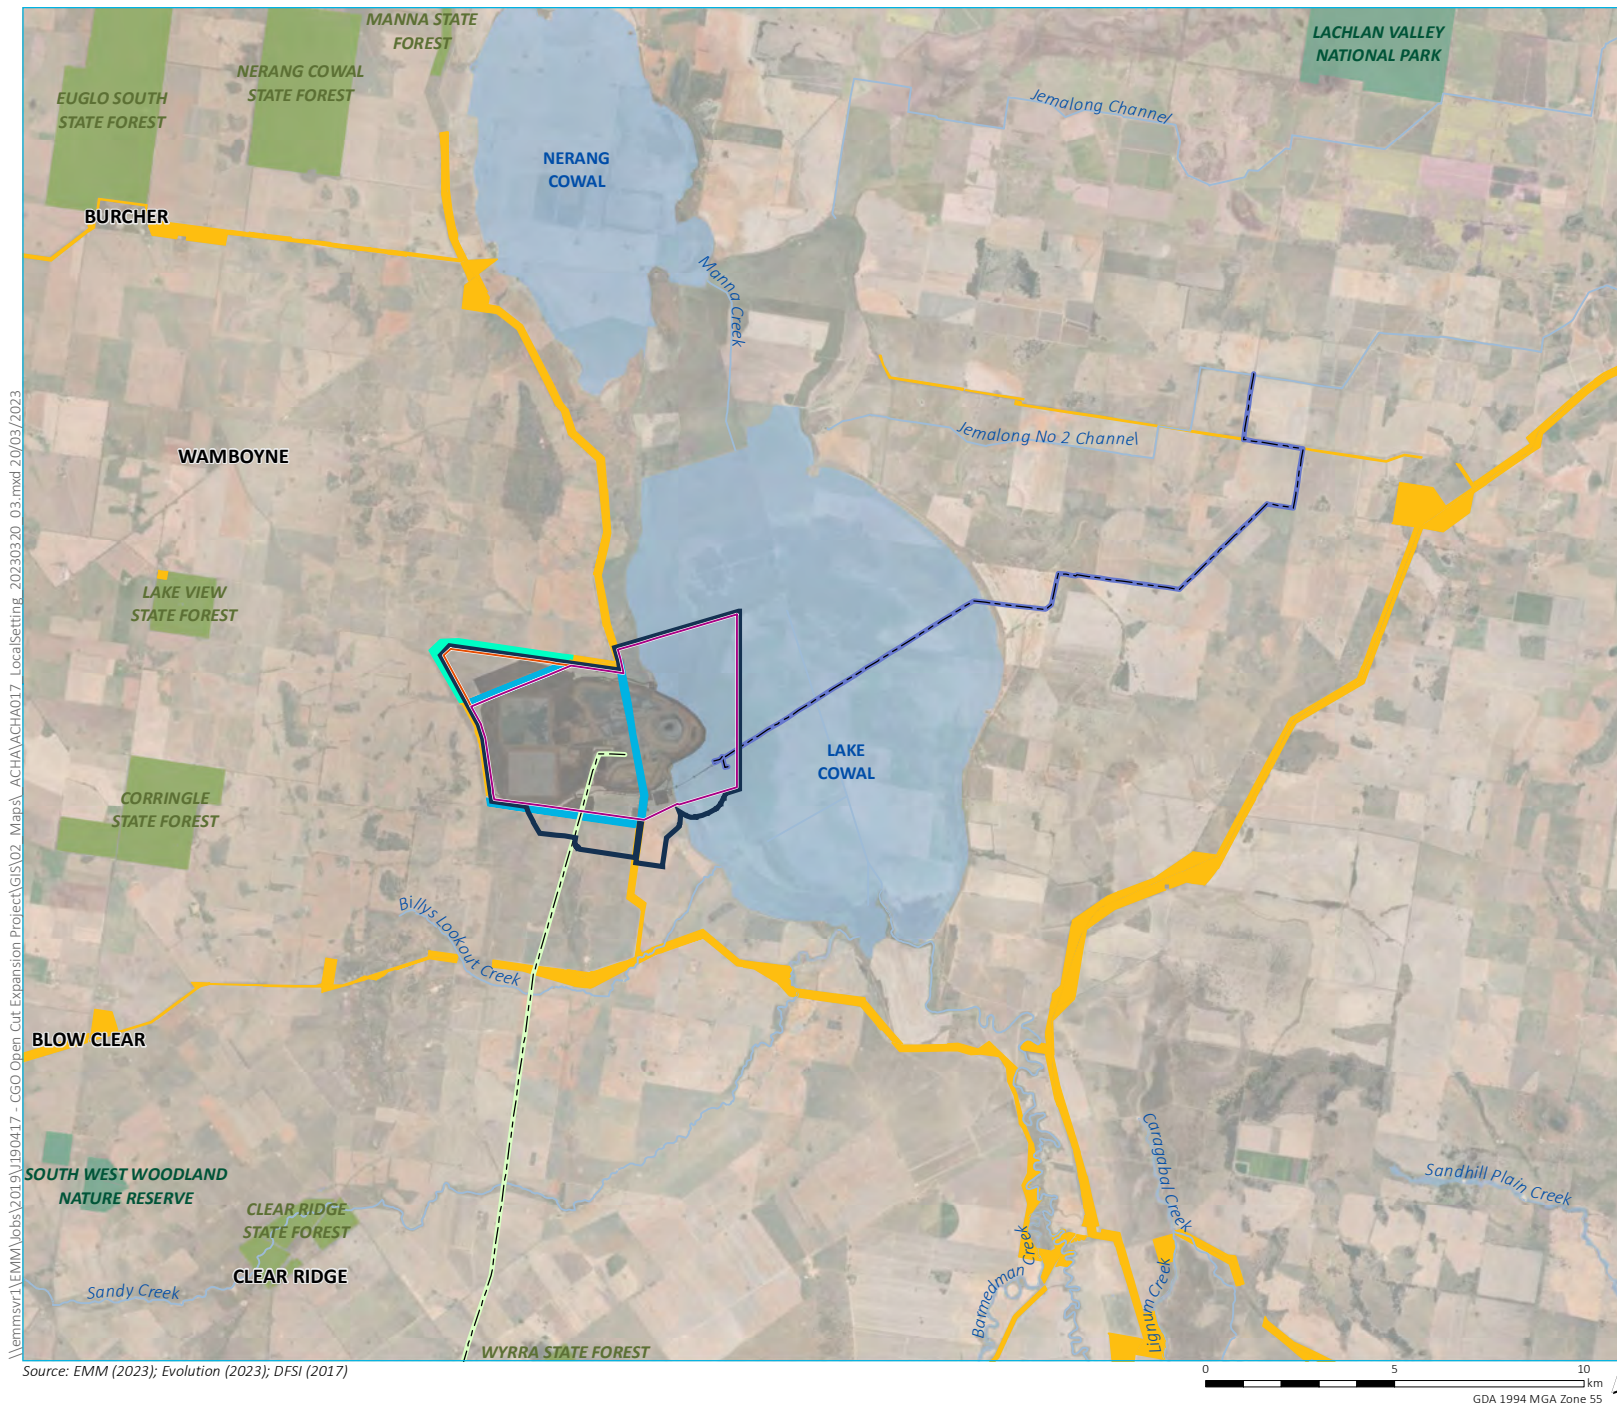 MANNA STATE
FOREST
LACHLAN VALLEY
NATIONAL PARK
NERANG COWAL
STATE FOREST
EUGLO SOUTH
STATE FOREST
Jemalong Channel
NERANG
COWAL
BURCHER
Manna Creek
Jemalong No 2 Channel
WAMBOYNE
LAKE VIEW
STATE FOREST
LAKE
COWAL
CORRINGLE
STATE FOREST
Billys Lookout Creek
BLOW CLEAR
SOUTH WEST WOODLAND
NATURE RESERVE
Caragabal Creek
Sandhill Plain Creek
CLEAR RIDGE
STATE FOREST
CLEAR RIDGE
Sandy Creek
Barmedman Creek
Lignum Creek
WYRRA STATE FOREST
\\emmsvr1\EMM\Jobs\2019\J190417 - CGO Open Cut Expansion Project\GIS\02_Maps\_ACHA\ACHA017_LocalSetting_20230320_03.mxd 20/03/2023
Source: EMM (2023); Evolution (2023); DFSI (2017)
0 5 10
km
GDA 1994 MGA Zone 55